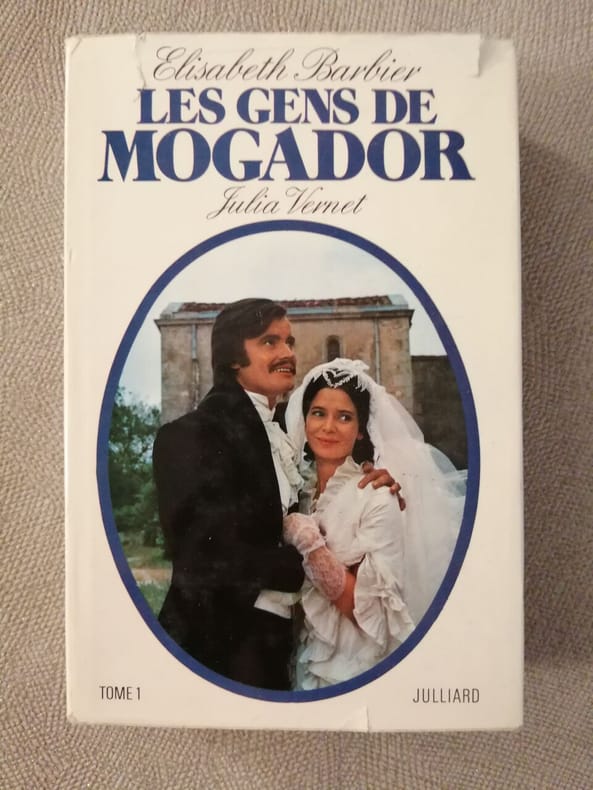 Elisabeth Barbier
LES GENS DE
MOGADOR
Julia Vernet
TOME 1
JULLIARD